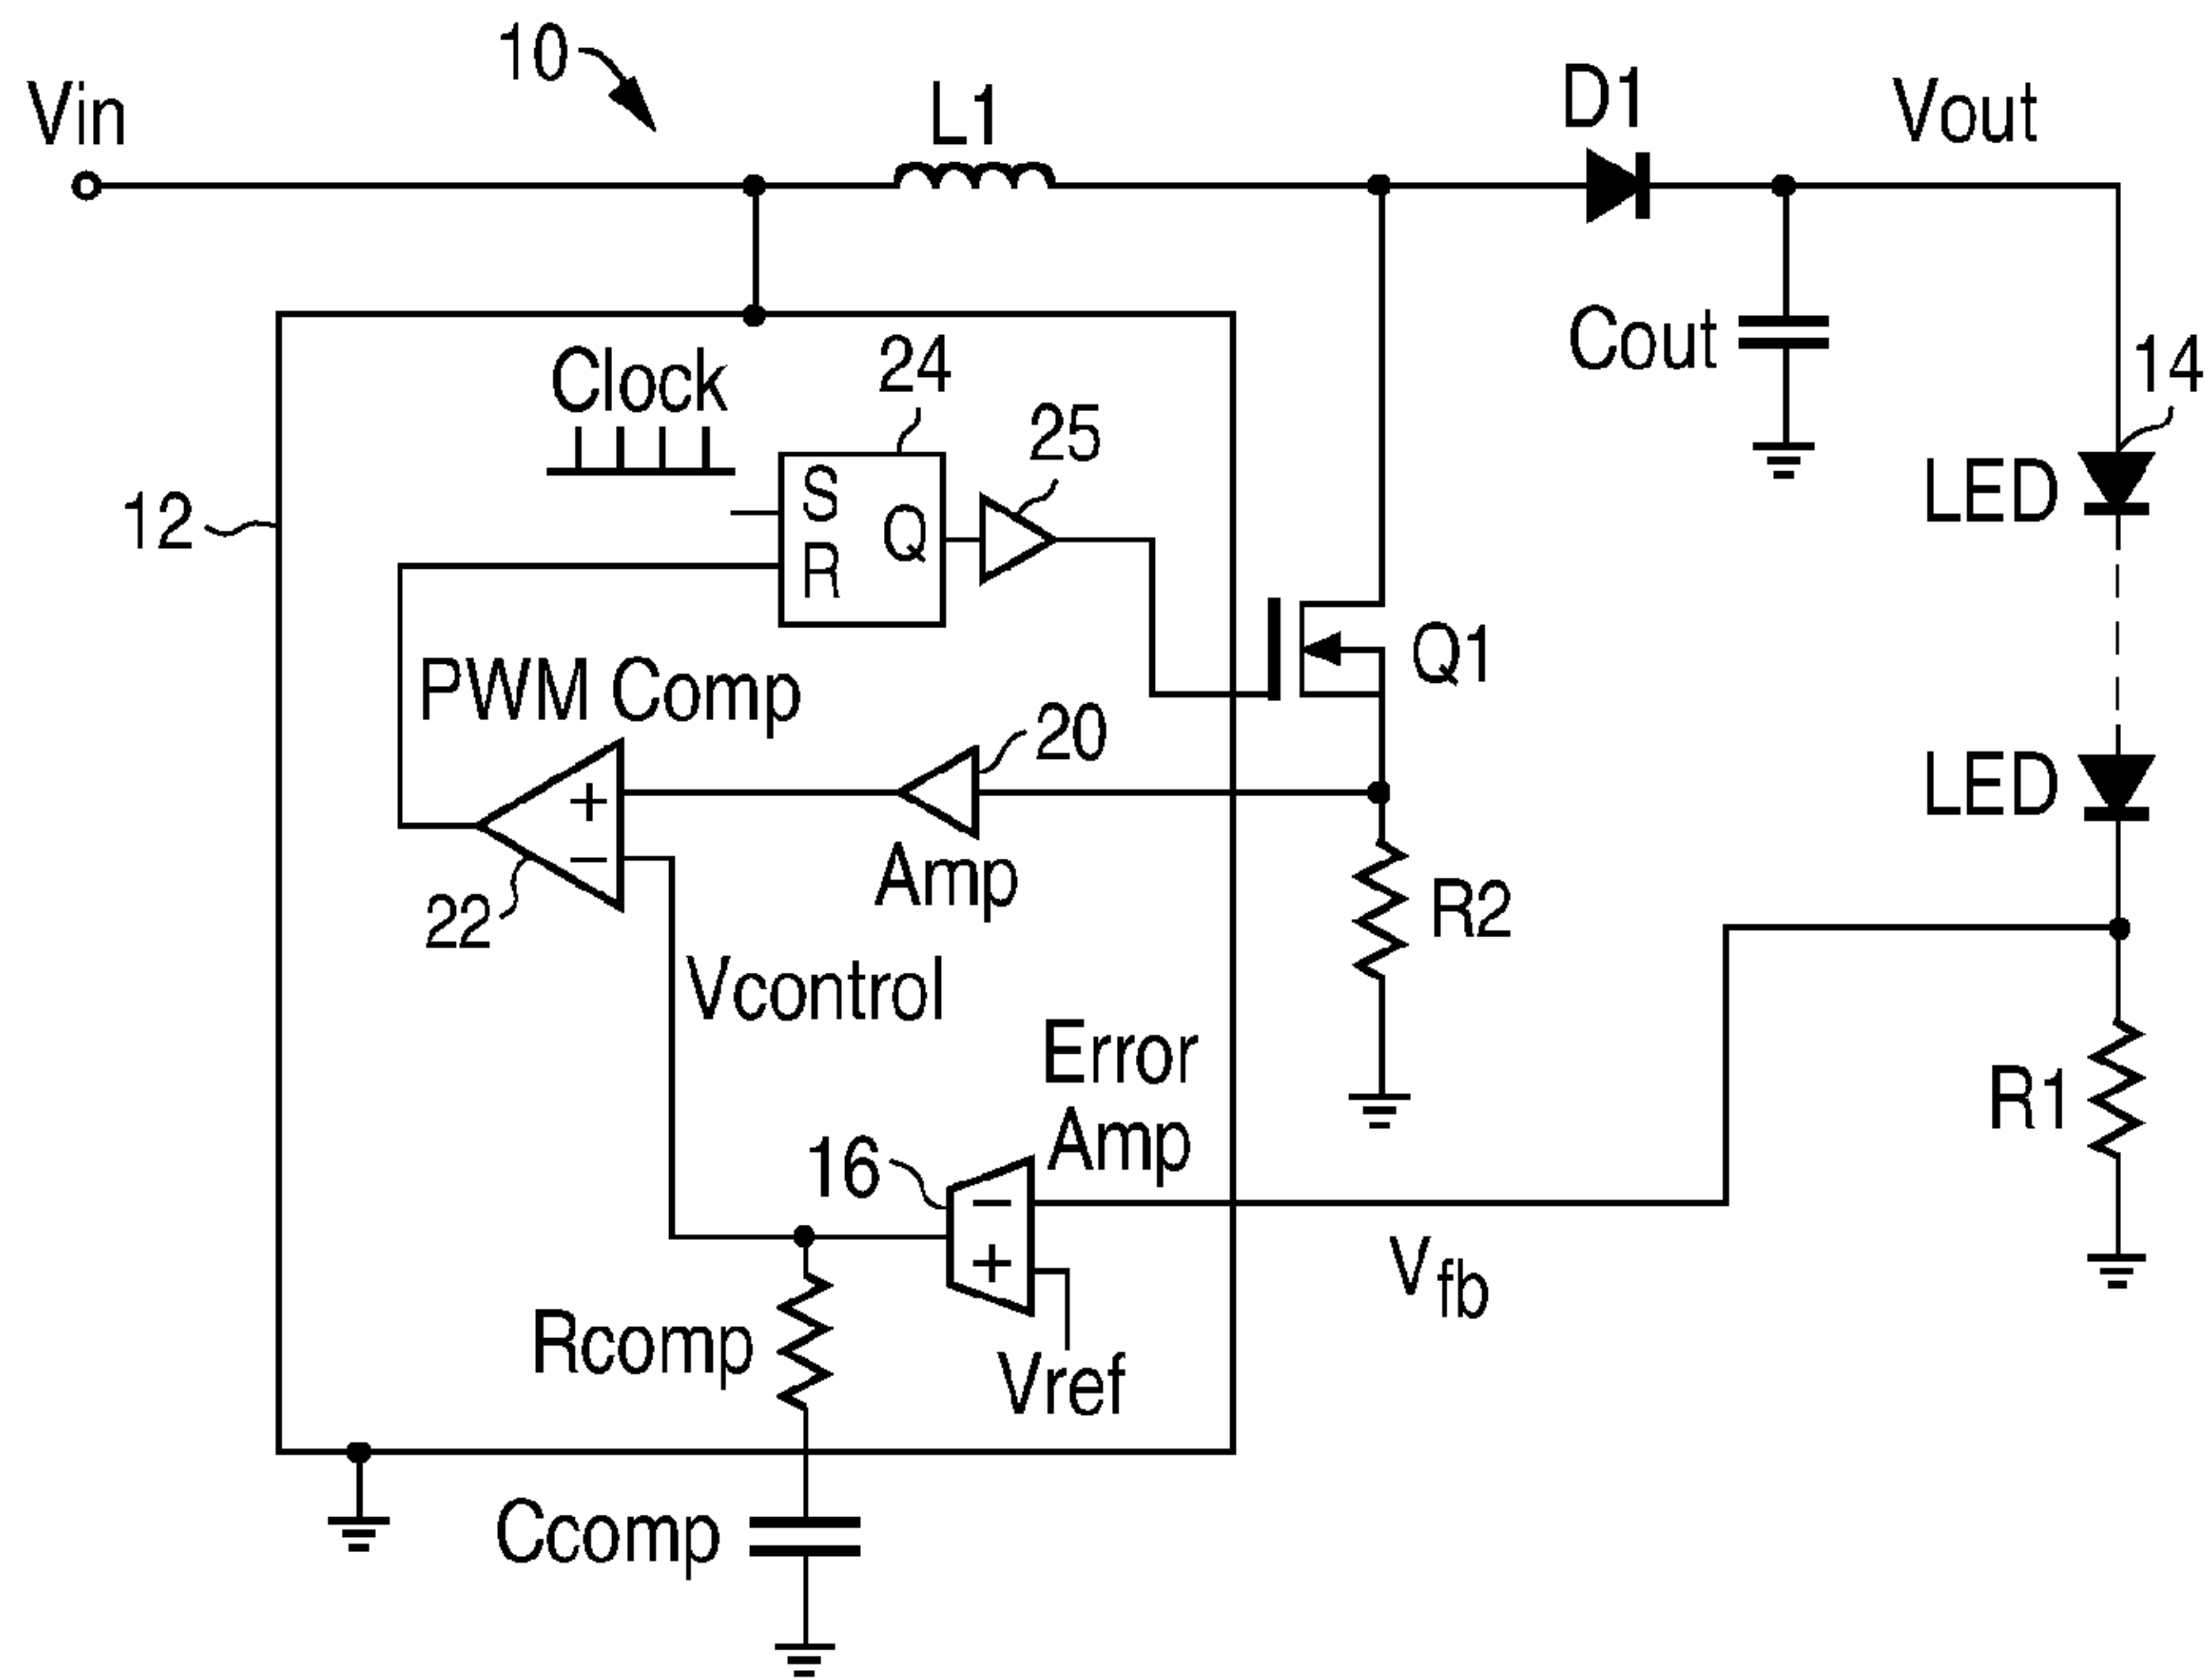 10
Vin
L1
D1
Vout
Clock
24
25
Cout
14
12
S
R
Q
LED
PWM Comp
Q1
20
LED
+
−
Amp
22
R2
Vcontrol
Error
Amp
16
−
+
R1
Vfb
Rcomp
Vref
Ccomp